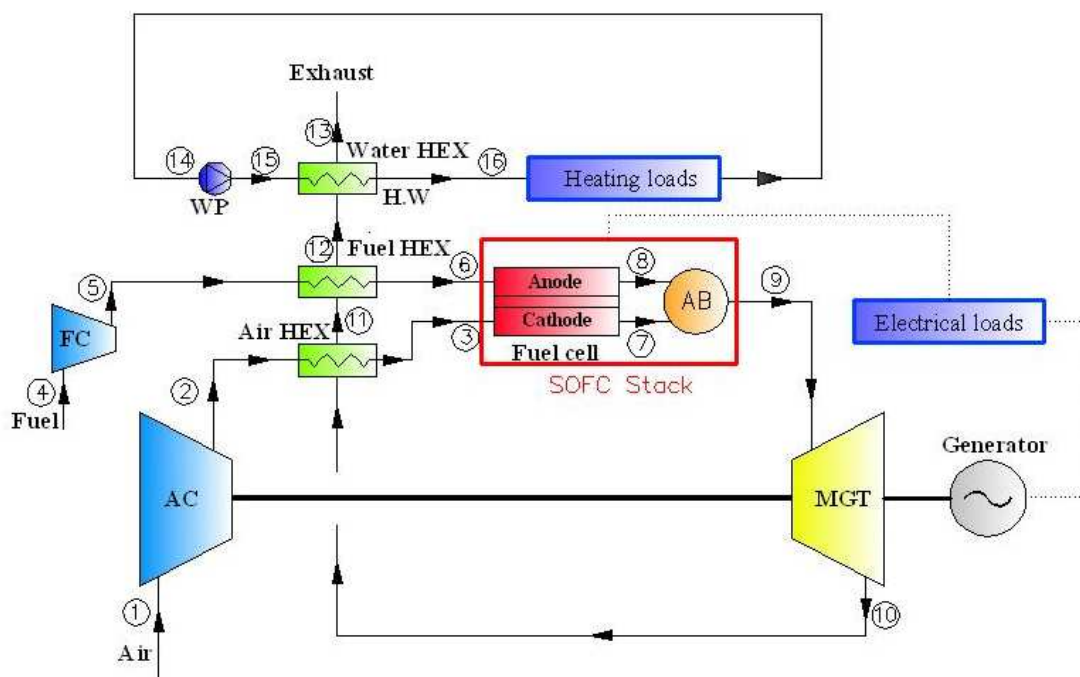 Exhaust
13
Water HEX
14
15
16
Heating loads
WP
H.W
12
Fuel HEX
5
6
8
9
Anode
AB
Electrical loads
FC
Air HEX
11
Cathode
3
7
Fuel cell
4
2
SOFC Stack
Fuel
Generator
AC
MGT
1
10
Air